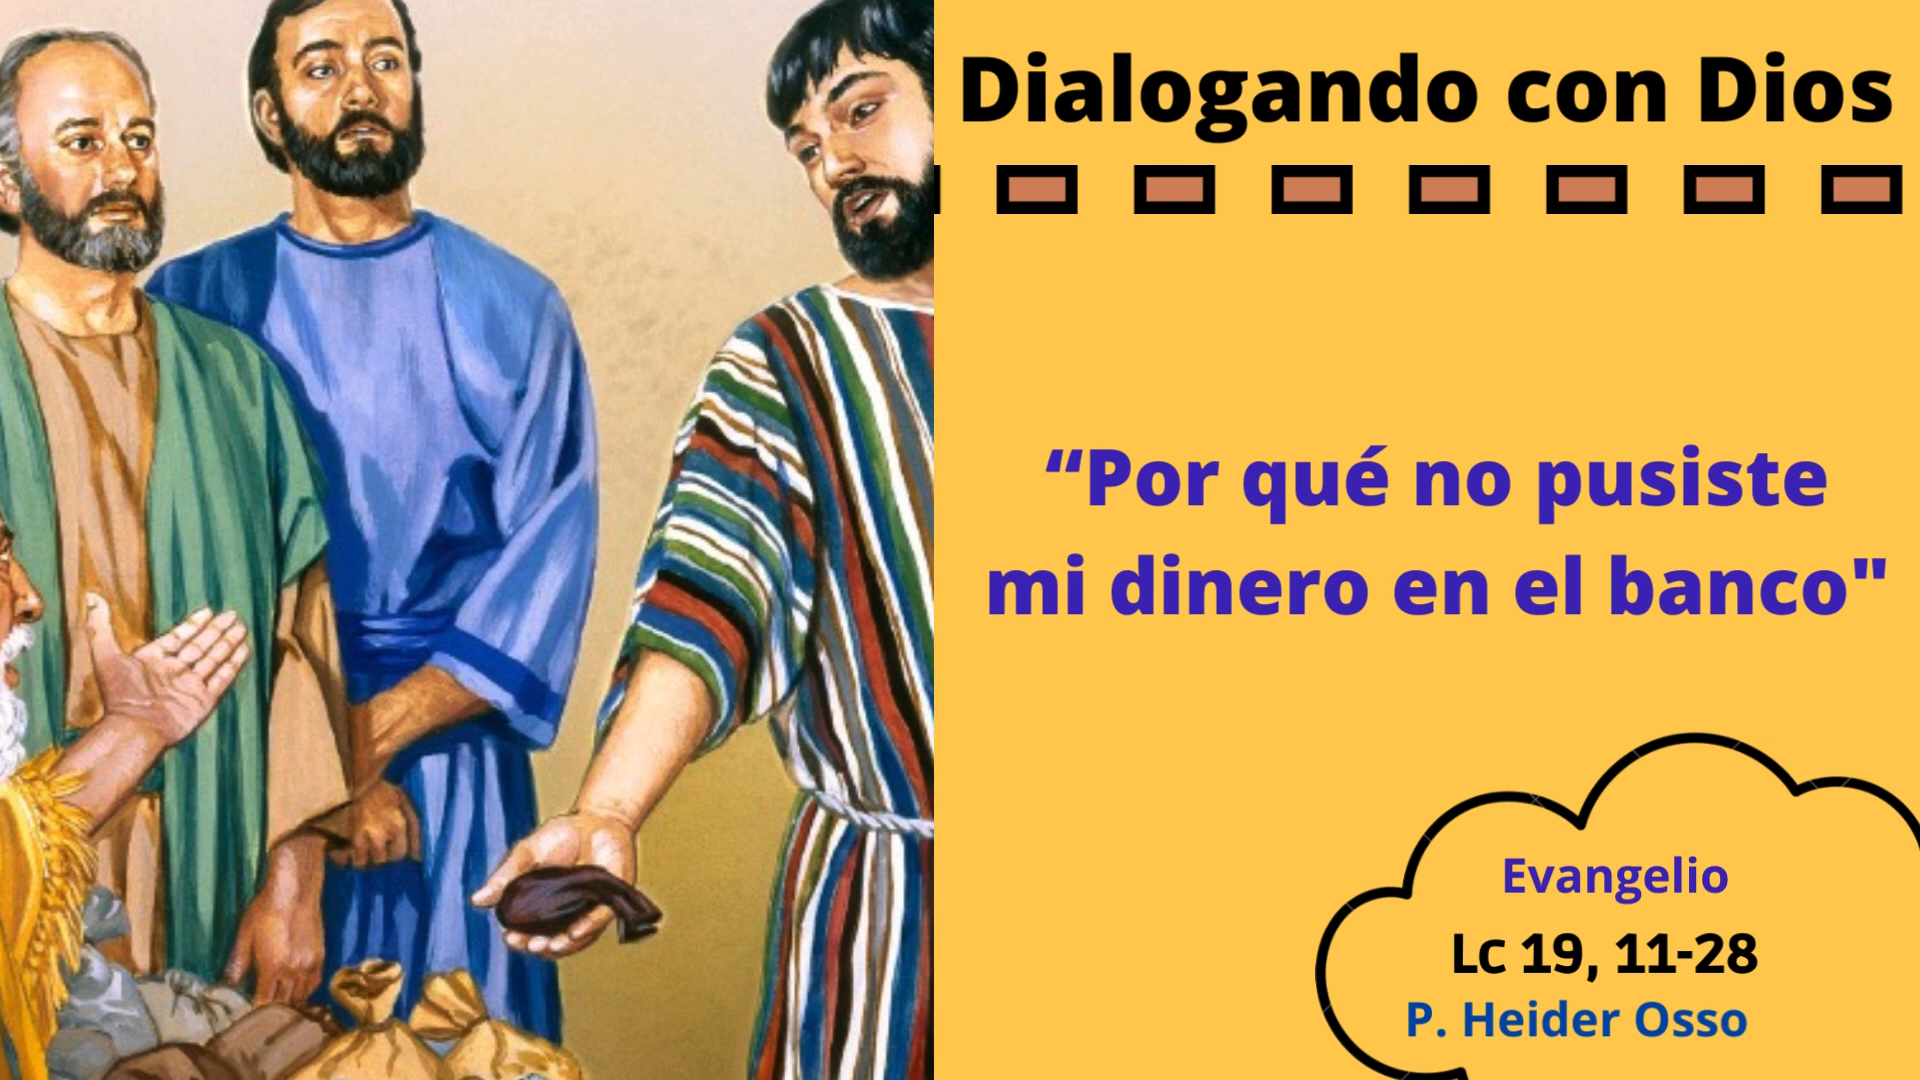 Dialogando con Dios
“Por qué no pusiste
mi dinero en el banco"
Evangelio
Lc 19, 11-28
P. Heider Osso